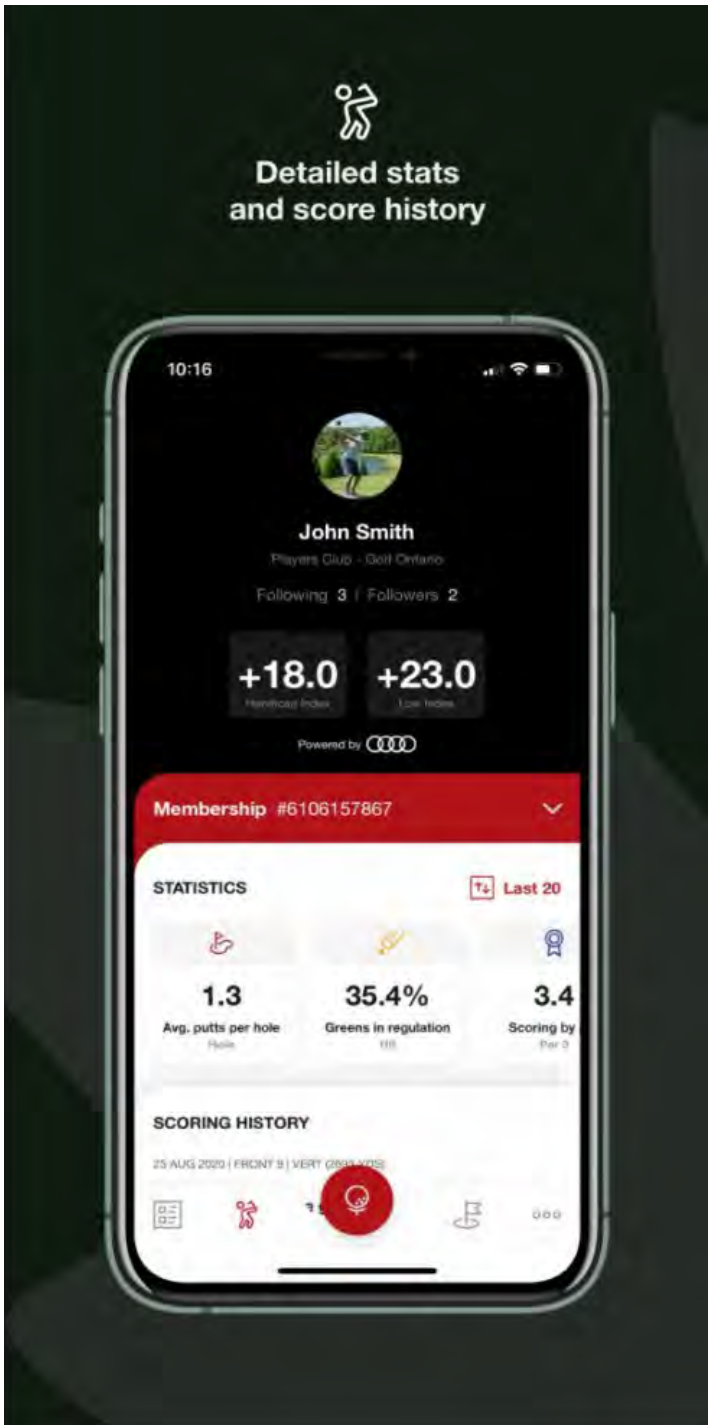 Detailed stats
and score history
10:16
John Smith
Players Club - Golf Ontario
Following 3 | Followers 2
+18.0 +23.0
Handicap Index Low Index
Powered by
Membership #6106157867
STATISTICS Last 20
1.3 35.4% 3.4
Avg. putts per hole Greens in regulation Scoring by
Hole Hit Par 3
SCORING HISTORY
25 AUG 2020 | FRONT 9 | VERT